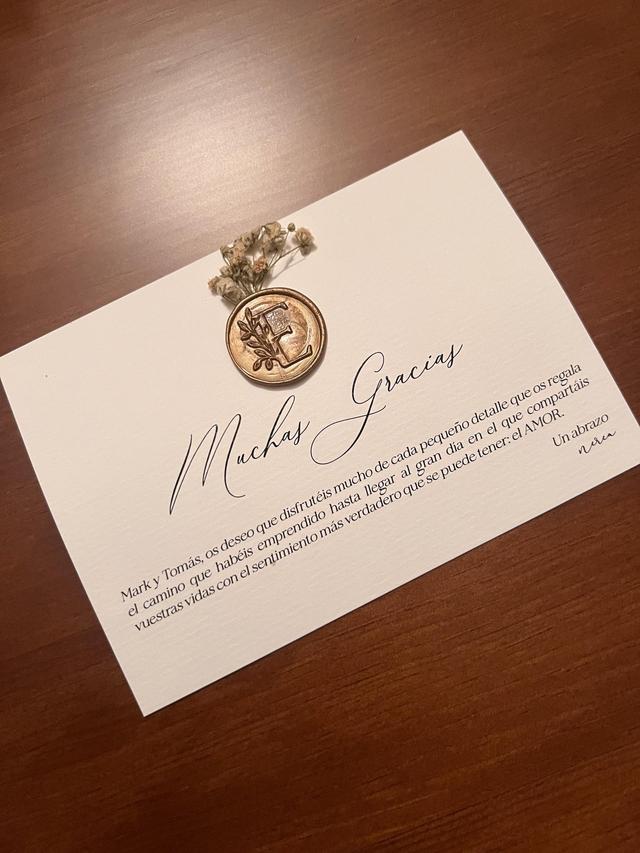 E
Muchas Gracias
Mark y Tomás, os deseo que disfrutéis mucho de cada pequeño detalle que os regala
el camino que habéis emprendido hasta llegar al gran día en el que compartáis
vuestras vidas con el sentimiento más verdadero que se puede tener: el AMOR.
Un abrazo
nerea